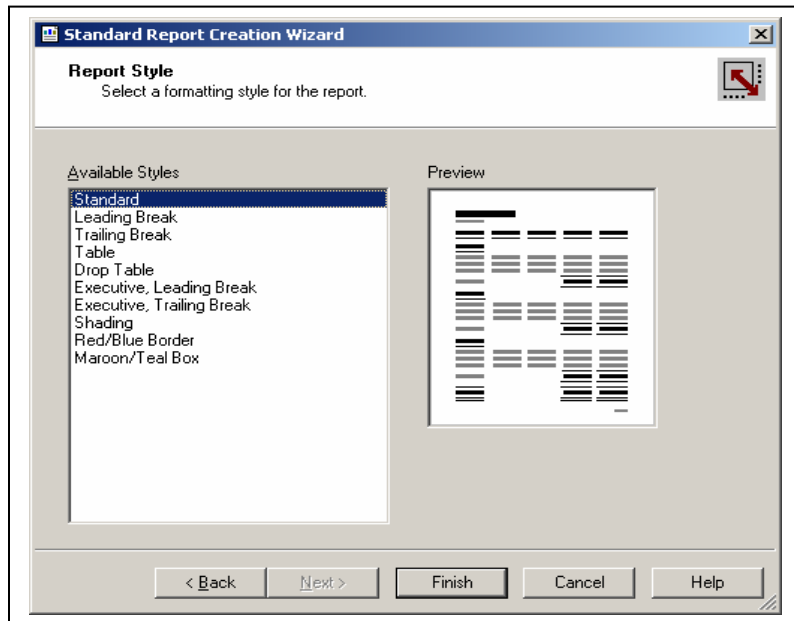 Standard Report Creation Wizard
Report Style
Select a formatting style for the report.
Available Styles
Standard
Leading Break
Trailing Break
Table
Drop Table
Executive, Leading Break
Executive, Trailing Break
Shading
Red/Blue Border
Maroon/Teal Box
Preview
< Back Next > Finish Cancel Help